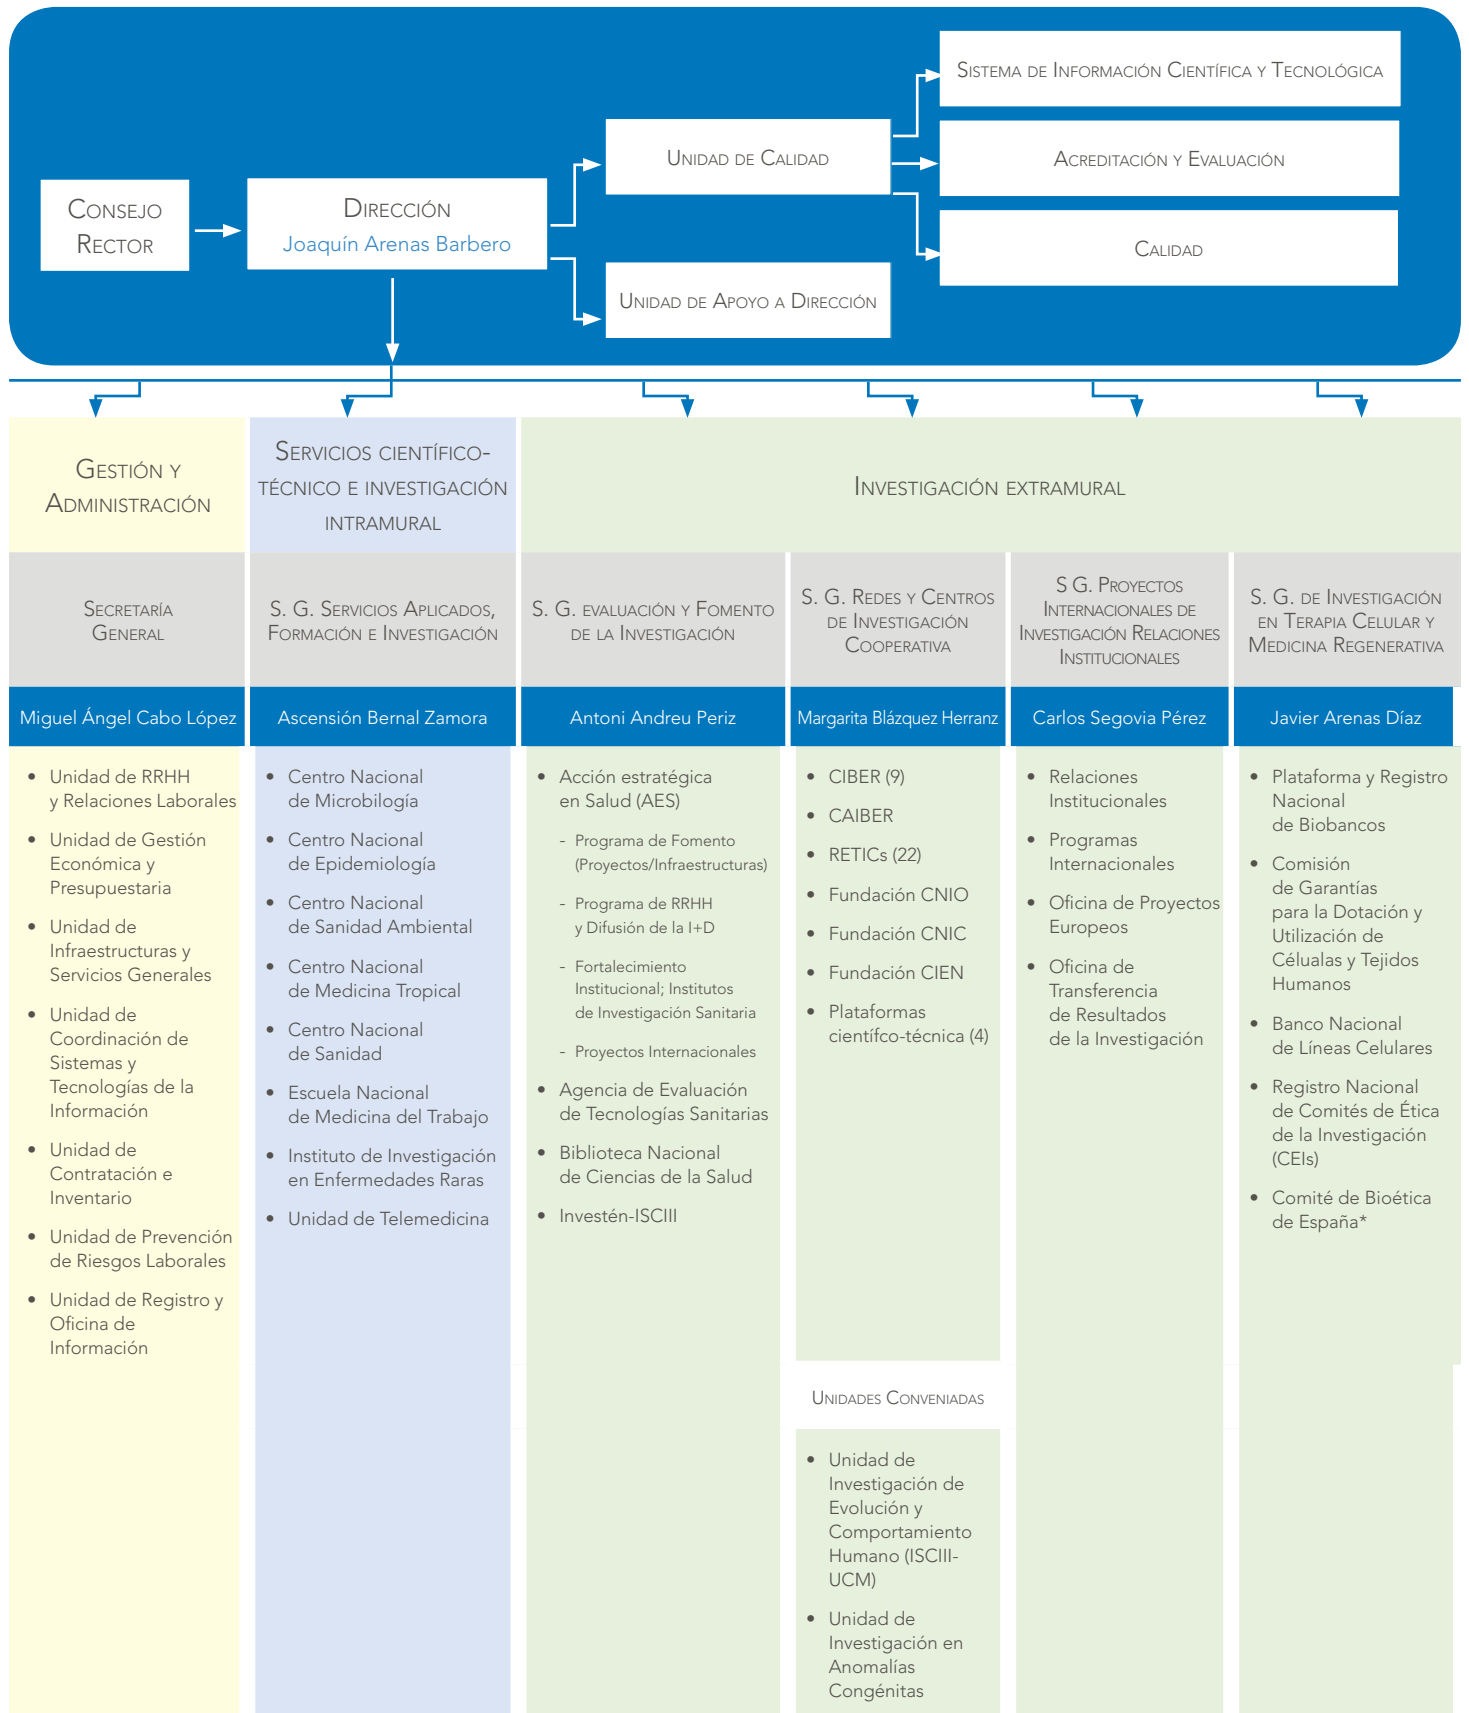 Sistema de Información Científica y Tecnológica
Unidad de Calidad
Acreditación y Evaluación
Consejo
Rector
Dirección
Joaquín Arenas Barbero
Calidad
Unidad de Apoyo a Dirección
Gestión y
Administración
Servicios científico-
técnico e investigación
intramural
Investigación extramural
Secretaría
General
S. G. Servicios Aplicados,
Formación e Investigación
S. G. evaluación y Fomento
de la Investigación
S. G. Redes y Centros
de Investigación
Cooperativa
S G. Proyectos
Internacionales de
Investigación Relaciones
Institucionales
S. G. de Investigación
en Terapia Celular y
Medicina Regenerativa
Miguel Ángel Cabo López
Ascensión Bernal Zamora
Antoni Andreu Periz
Margarita Blázquez Herranz
Carlos Segovia Pérez
Javier Arenas Díaz
• Unidad de RRHH
y Relaciones Laborales
• Unidad de Gestión
Económica y
Presupuestaria
• Unidad de
Infraestructuras y
Servicios Generales
• Unidad de
Coordinación de
Sistemas y
Tecnologías de la
Información
• Unidad de
Contratación e
Inventario
• Unidad de Prevención
de Riesgos Laborales
• Unidad de Registro y
Oficina de
Información
• Centro Nacional
de Microbilogía
• Centro Nacional
de Epidemiología
• Centro Nacional
de Sanidad Ambiental
• Centro Nacional
de Medicina Tropical
• Centro Nacional
de Sanidad
• Escuela Nacional
de Medicina del Trabajo
• Instituto de Investigación
en Enfermedades Raras
• Unidad de Telemedicina
• Acción estratégica
en Salud (AES)
- Programa de Fomento
(Proyectos/Infraestructuras)
- Programa de RRHH
y Difusión de la I+D
- Fortalecimiento
Institucional; Institutos
de Investigación Sanitaria
- Proyectos Internacionales
• Agencia de Evaluación
de Tecnologías Sanitarias
• Biblioteca Nacional
de Ciencias de la Salud
• Investén-ISCIII
• CIBER (9)
• CAIBER
• RETICs (22)
• Fundación CNIO
• Fundación CNIC
• Fundación CIEN
• Plataformas
científco-técnica (4)
Unidades Conveniadas
• Unidad de
Investigación de
Evolución y
Comportamiento
Humano (ISCIII-
UCM)
• Unidad de
Investigación en
Anomalías
Congénitas
• Relaciones
Institucionales
• Programas
Internacionales
• Oficina de Proyectos
Europeos
• Oficina de
Transferencia
de Resultados
de la Investigación
• Plataforma y Registro
Nacional
de Biobancos
• Comisión
de Garantías
para la Dotación y
Utilización de
Célualas y Tejidos
Humanos
• Banco Nacional
de Líneas Celulares
• Registro Nacional
de Comités de Ética
de la Investigación
(CEIs)
• Comité de Bioética
de España*